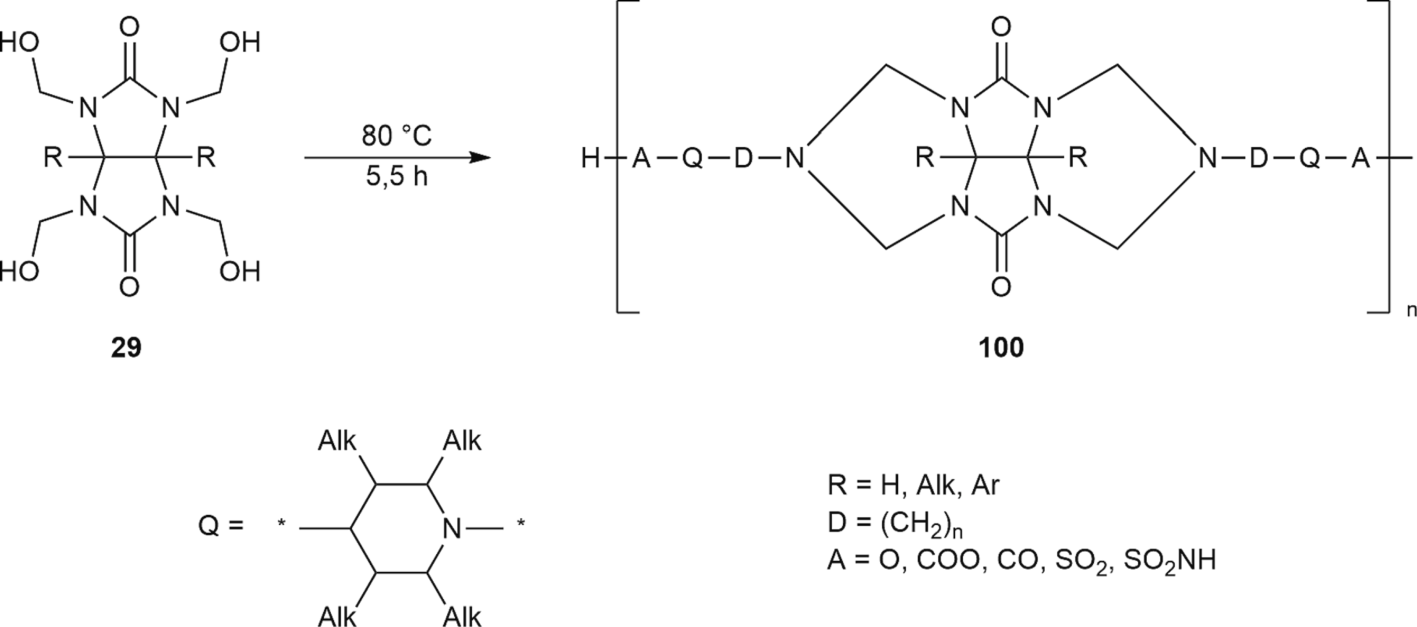 O O
HO OH
N N N N
R R 80 °C H A Q D N R R N D Q A
5,5 h
N N N N
HO OH
O O
n
29 100
Alk Alk R = H, Alk, Ar
Q = * N * D = (CH2)n
Alk Alk A = O, COO, CO, SO2, SO2NH